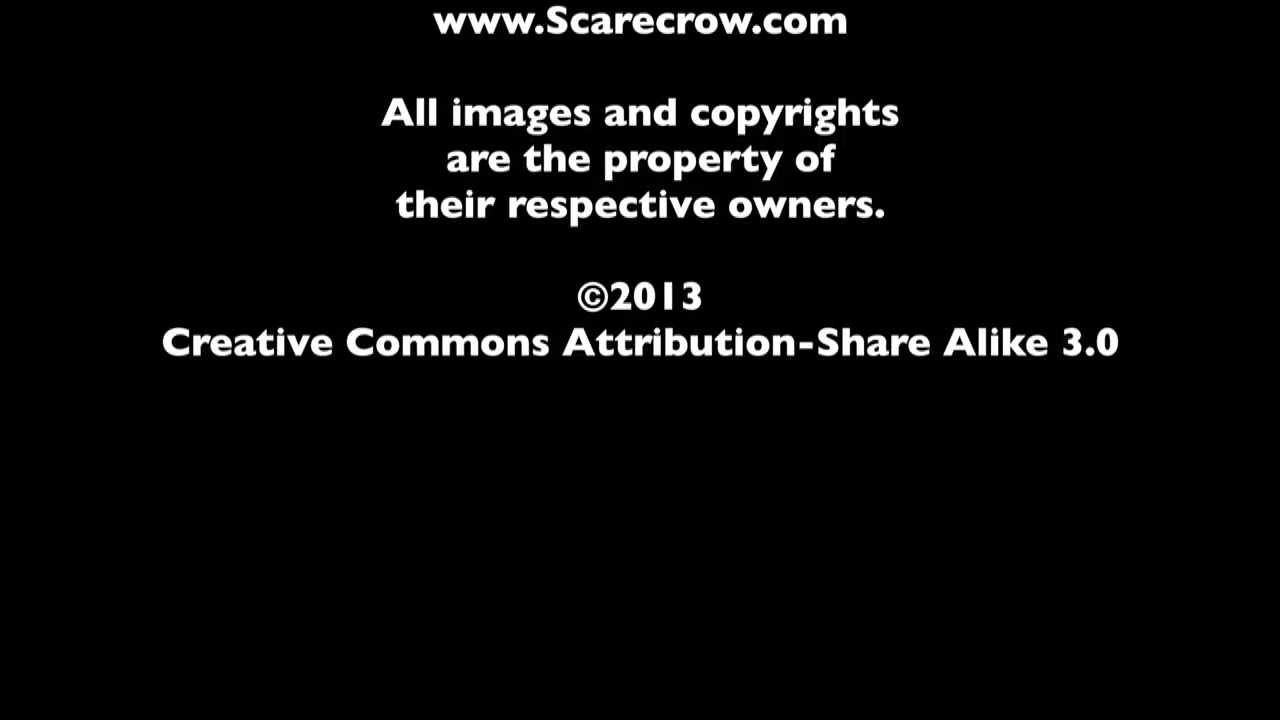 www.Scarecrow.com
All images and copyrights
are the property of
their respective owners.
©2013
Creative Commons Attribution-Share Alike 3.0